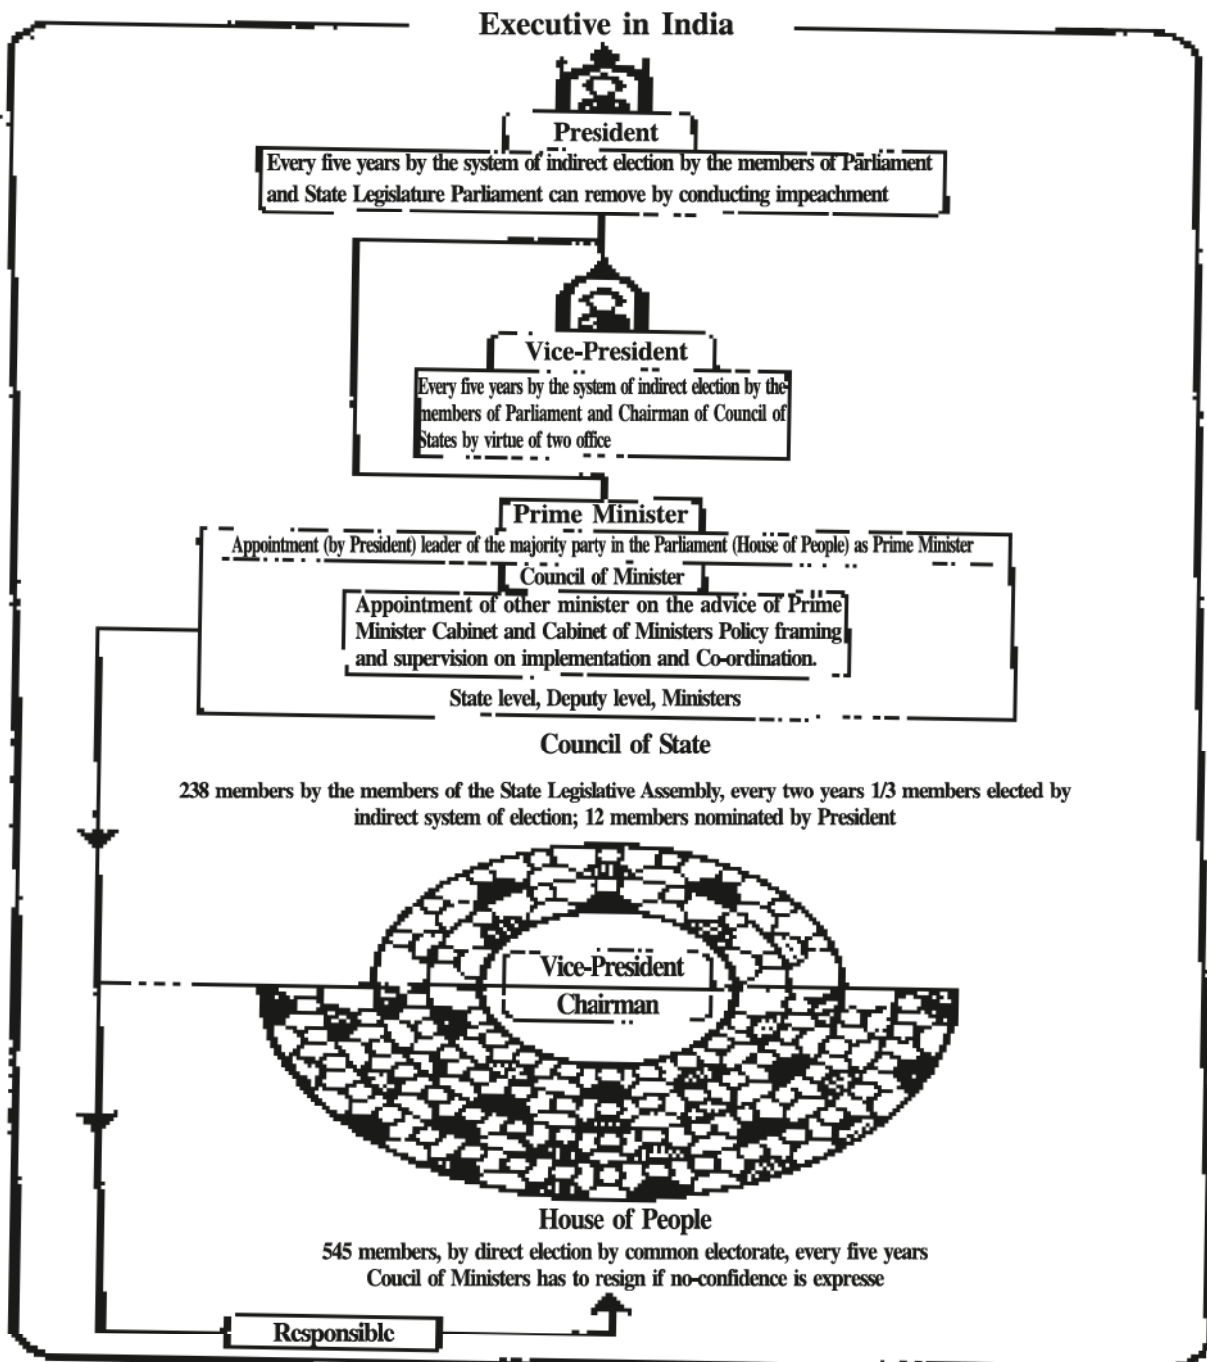 Executive in India
President
Every five years by the system of indirect election by the members of Parliament
and State Legislature Parliament can remove by conducting impeachment
Vice-President
Every five years by the system of indirect election by the
members of Parliament and Chairman of Council of
States by virtue of two office
Prime Minister
Appointment (by President) leader of the majority party in the Parliament (House of People) as Prime Minister
Council of Minister
Appointment of other minister on the advice of Prime
Minister Cabinet and Cabinet of Ministers Policy framing
and supervision on implementation and Co-ordination.
State level, Deputy level, Ministers
Council of State
238 members by the members of the State Legislative Assembly, every two years 1/3 members elected by
indirect system of election; 12 members nominated by President
Vice-President
Chairman
House of People
545 members, by direct election by common electorate, every five years
Coucil of Ministers has to resign if no-confidence is expresse
Responsible